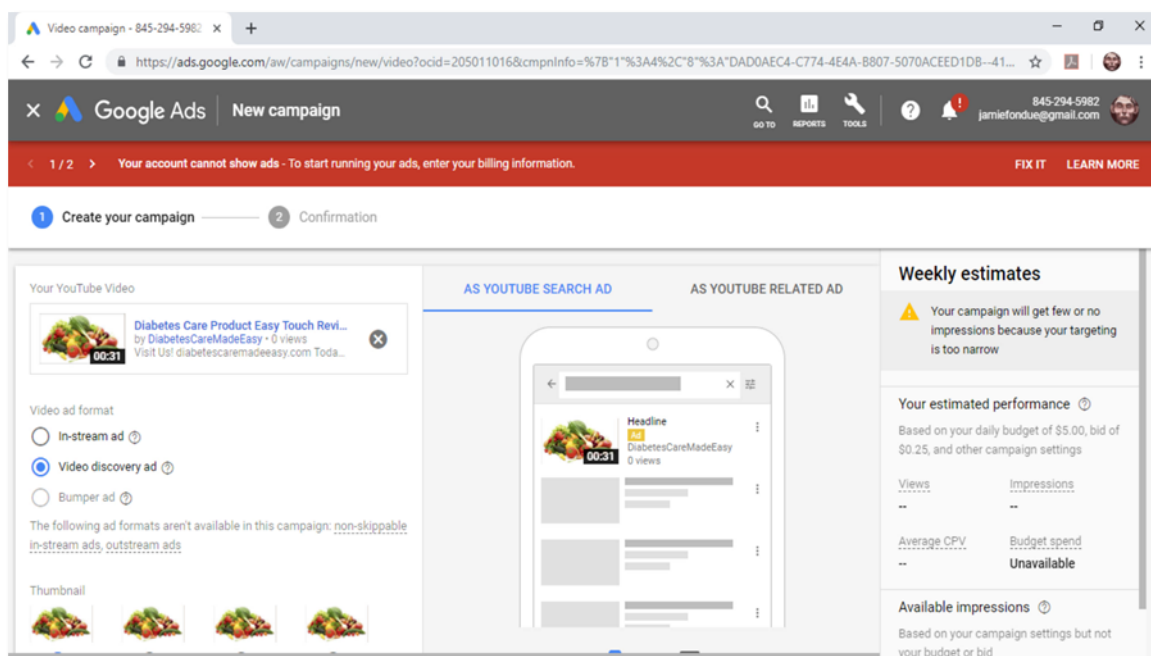 Video campaign - 845-294-5982
https://ads.google.com/aw/campaigns/new/video?ocid=205011016&cmpnInfo=%7B"1"%3A4%2C"8"%3A"DAD0AEC4-C774-4E4A-B807-5070ACEED1DB--41...
Google Ads New campaign
GO TO REPORTS TOOLS ? ! 845-294-5982
jamiefondue@gmail.com
1 / 2 Your account cannot show ads - To start running your ads, enter your billing information. FIX IT LEARN MORE
1 Create your campaign 2 Confirmation
Your YouTube Video
Diabetes Care Product Easy Touch Revi...
by DiabetesCareMadeEasy • 0 views
Visit Us! diabetescaremadeeasy.com Toda...
00:31
Video ad format
In-stream ad ?
Video discovery ad ?
Bumper ad ?
The following ad formats aren't available in this campaign: non-skippable
in-stream ads, outstream ads
Thumbnail
AS YOUTUBE SEARCH AD AS YOUTUBE RELATED AD
Headline
Ad
DiabetesCareMadeEasy
0 views
00:31
Weekly estimates
Your campaign will get few or no
impressions because your targeting
is too narrow
Your estimated performance ?
Based on your daily budget of $5.00, bid of
$0.25, and other campaign settings
Views Impressions
-- --
Average CPV Budget spend
-- Unavailable
Available impressions ?
Based on your campaign settings but not
your budget or bid